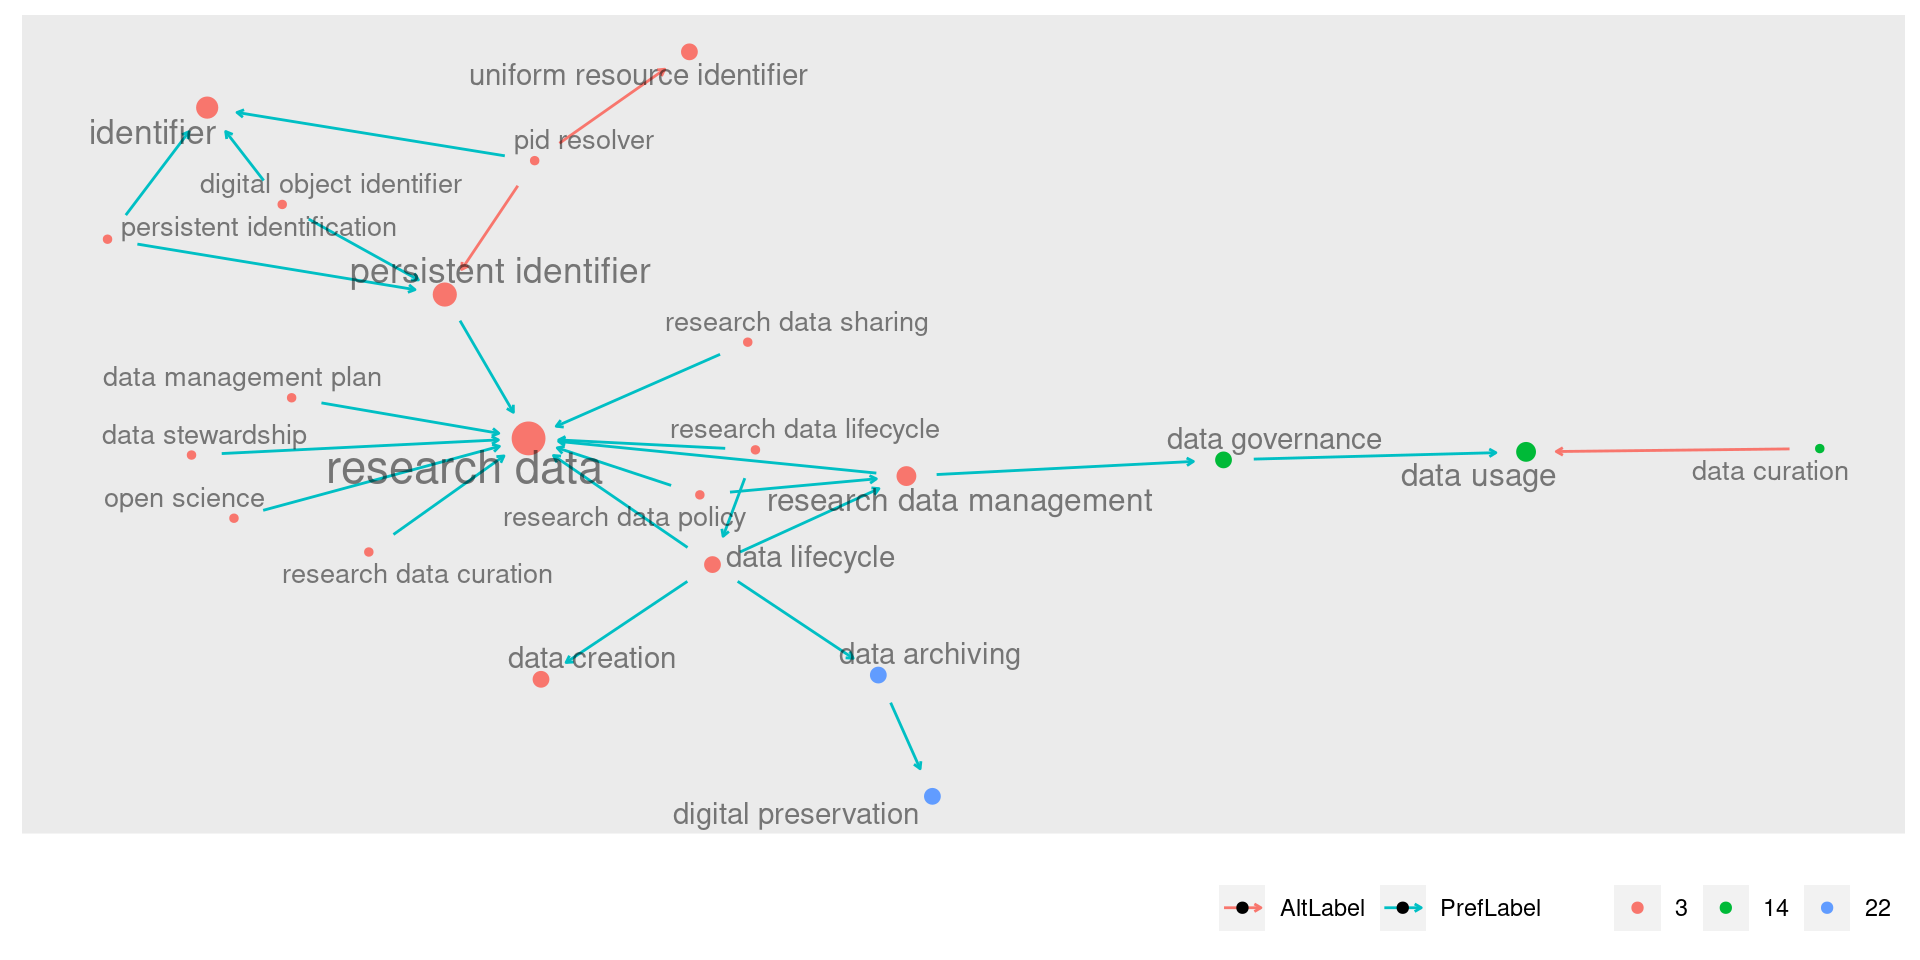 uniform resource identifier
identifier
pid resolver
digital object identifier
persistent identification
persistent identifier
research data sharing
data management plan
research data lifecycle
data stewardship
data governance
research data
data usage
data curation
open science
research data management
research data policy
data lifecycle
research data curation
data creation
data archiving
digital preservation
AltLabel PrefLabel 3 14 22